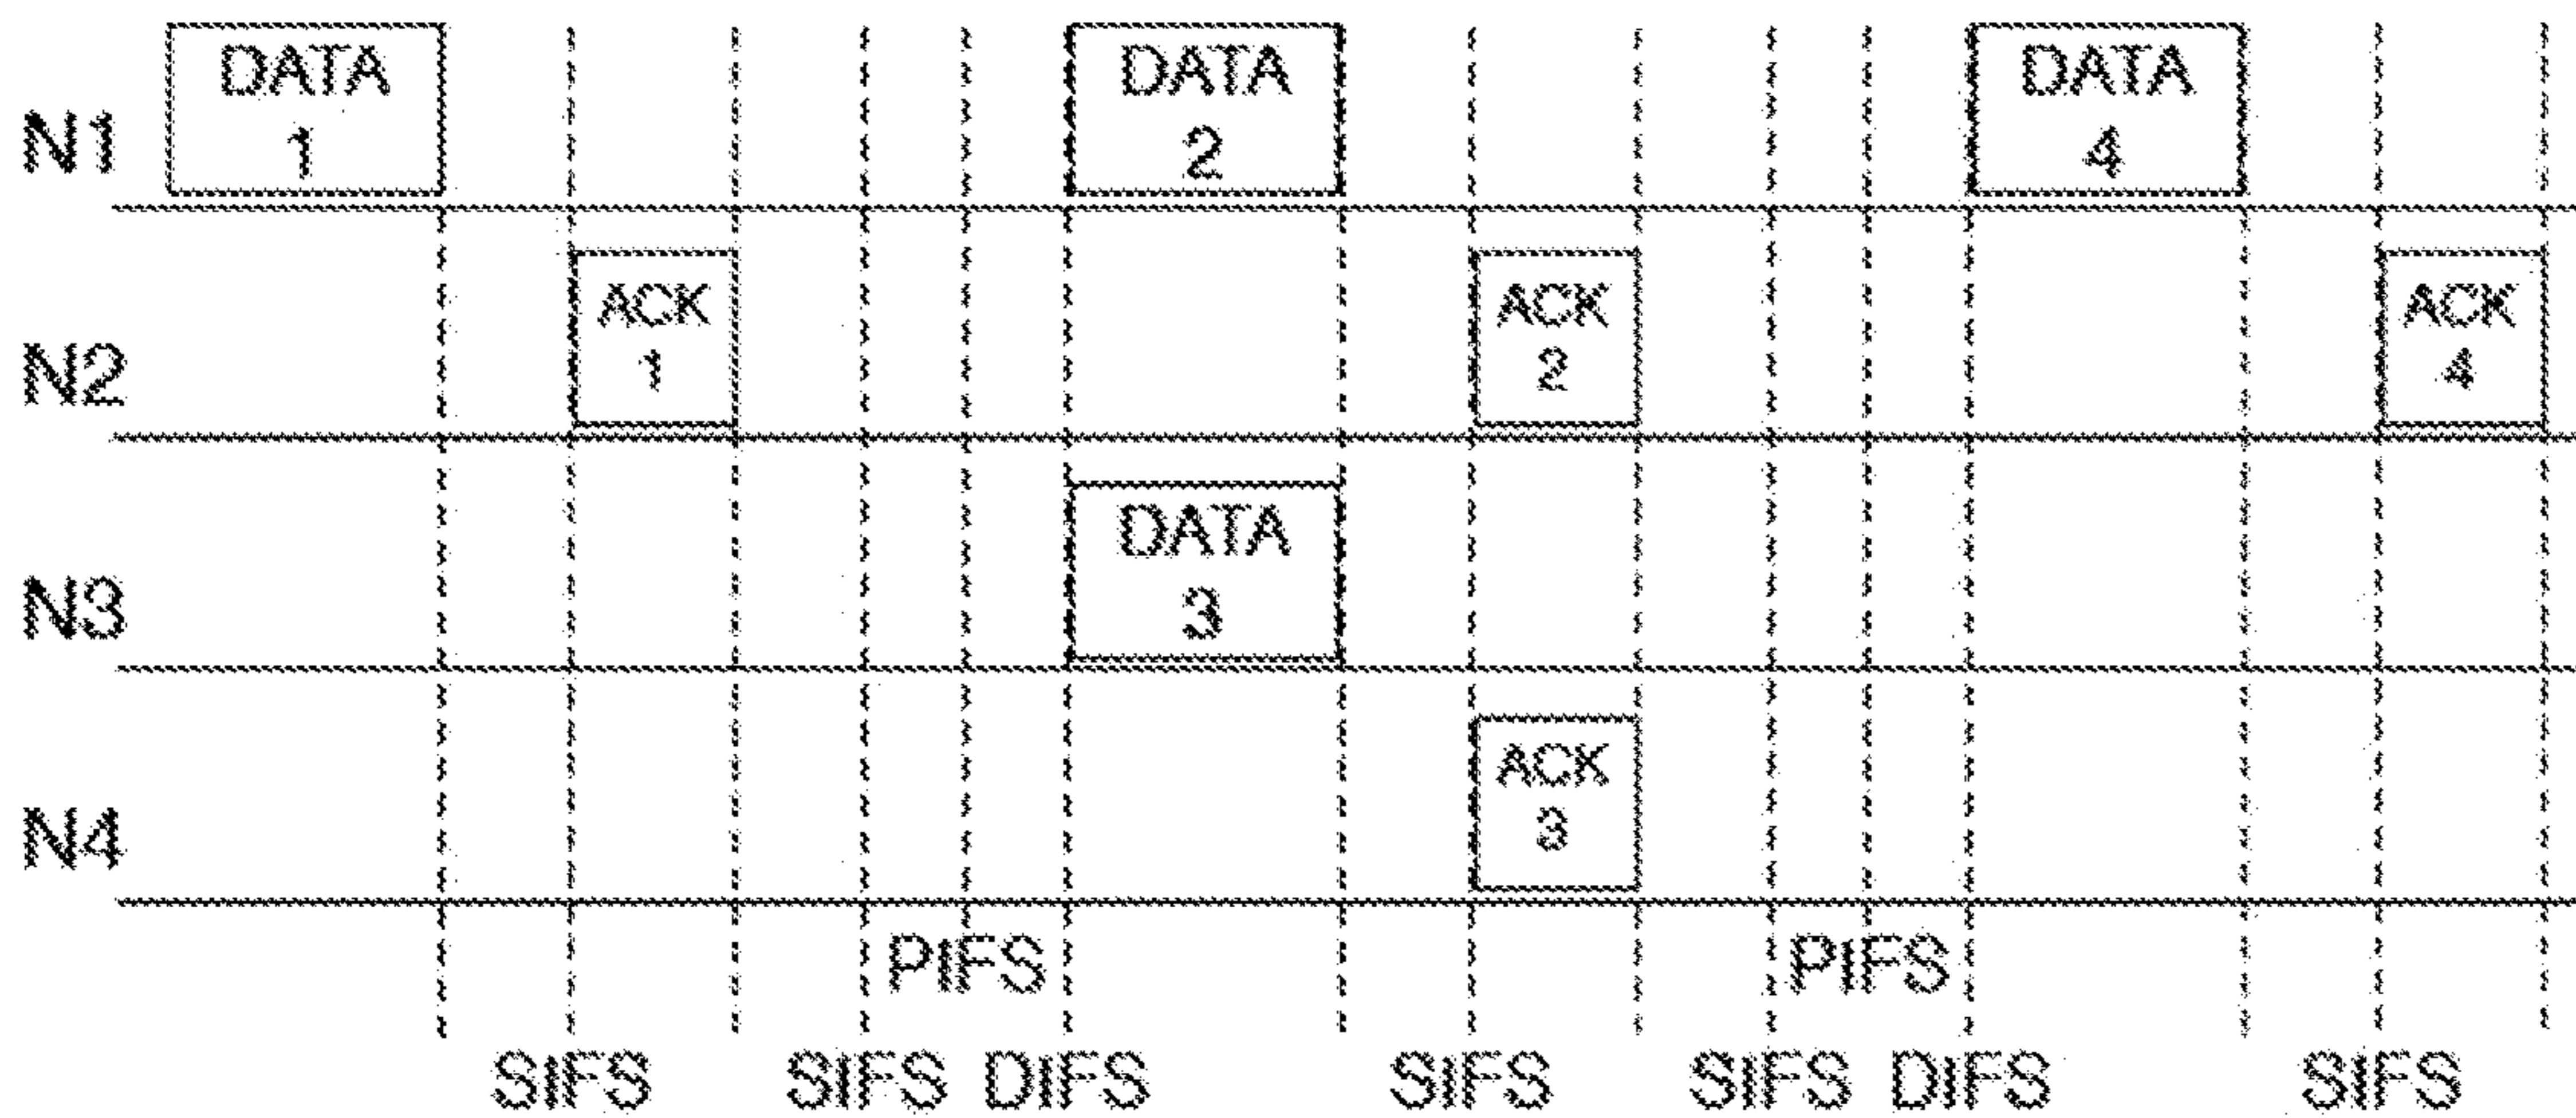 N1
DATA
1
DATA
2
DATA
4
N2
ACK
1
ACK
2
ACK
4
N3
DATA
3
N4
ACK
3
PIFS
PIFS
SIFS SIFS DIFS SIFS SIFS DIFS SIFS